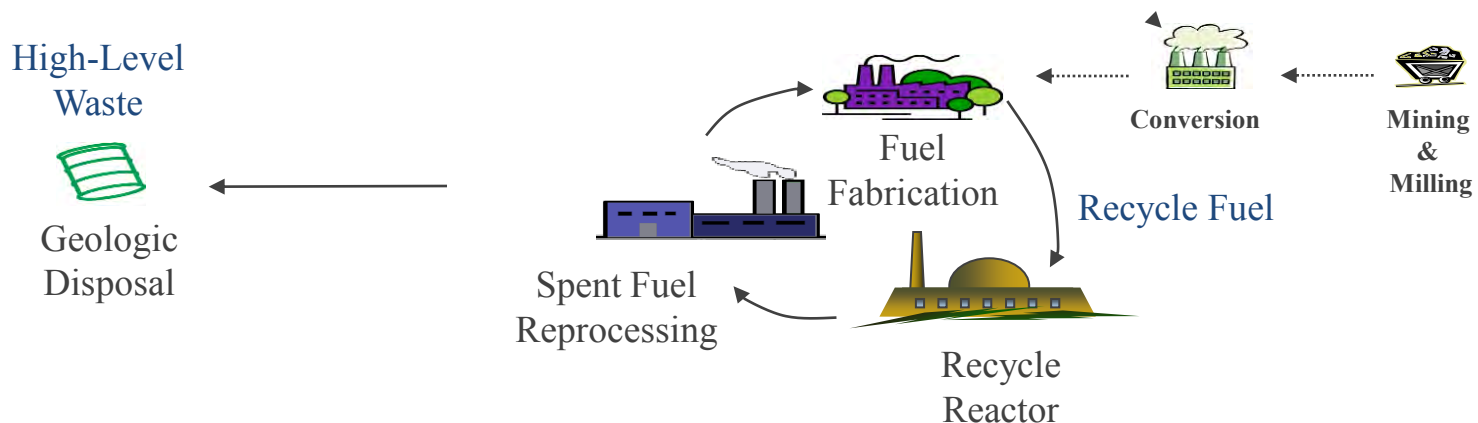 High-Level
Waste
Geologic
Disposal
Spent Fuel
Reprocessing
Fuel
Fabrication
Recycle Fuel
Recycle
Reactor
Conversion
Mining
&
Milling